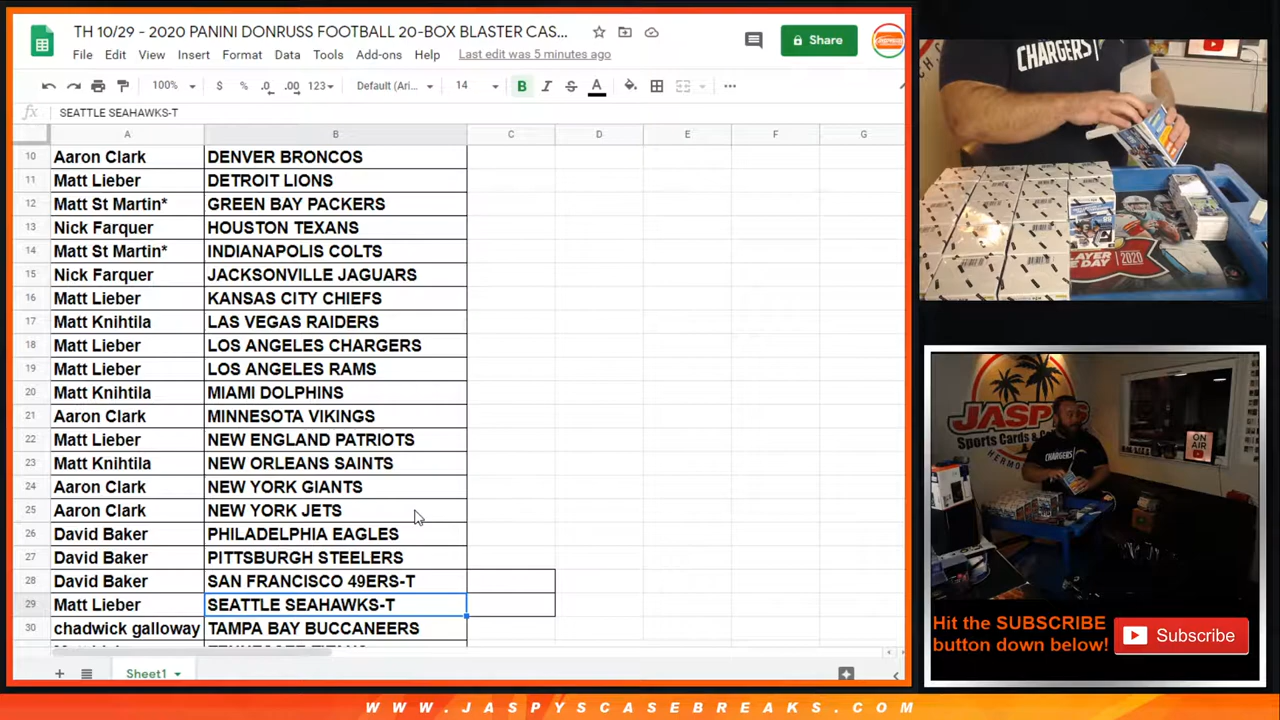 TH 10/29 - 2020 PANINI DONRUSS FOOTBALL 20-BOX BLASTER CAS...
Share
File Edit View Insert Format Data Tools Add-ons Help Last edit was 5 minutes ago
100% $ % .0 .00 123 Default (Ari... 14 B I S A
fx SEATTLE SEAHAWKS-T
A B C D E F G
10 Aaron Clark DENVER BRONCOS
11 Matt Lieber DETROIT LIONS
12 Matt St Martin* GREEN BAY PACKERS
13 Nick Farquer HOUSTON TEXANS
14 Matt St Martin* INDIANAPOLIS COLTS
15 Nick Farquer JACKSONVILLE JAGUARS
16 Matt Lieber KANSAS CITY CHIEFS
17 Matt Knihtila LAS VEGAS RAIDERS
18 Matt Lieber LOS ANGELES CHARGERS
19 Matt Lieber LOS ANGELES RAMS
20 Matt Knihtila MIAMI DOLPHINS
21 Aaron Clark MINNESOTA VIKINGS
22 Matt Lieber NEW ENGLAND PATRIOTS
23 Matt Knihtila NEW ORLEANS SAINTS
24 Aaron Clark NEW YORK GIANTS
25 Aaron Clark NEW YORK JETS
26 David Baker PHILADELPHIA EAGLES
27 David Baker PITTSBURGH STEELERS
28 David Baker SAN FRANCISCO 49ERS-T
29 Matt Lieber SEATTLE SEAHAWKS-T
30 chadwick galloway TAMPA BAY BUCCANEERS
Sheet1
CHARGERS
2020
JASPYS
Sports Cards &
HERMO
CHARGERS
ON
AIR
Hit the SUBSCRIBE
button down below!
Subscribe
WWW.JASPYSCASEBREAKS.COM